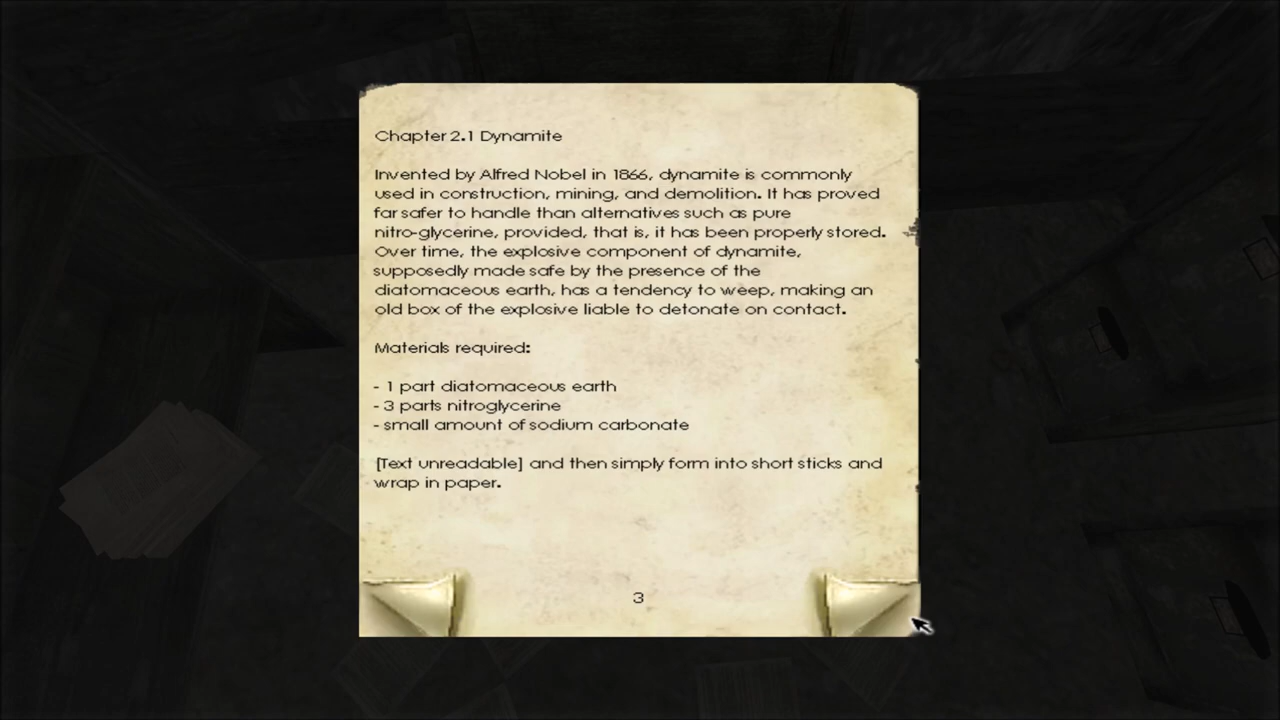 Chapter 2.1 Dynamite
Invented by Alfred Nobel in 1866, dynamite is commonly
used in construction, mining, and demolition. It has proved
far safer to handle than alternatives such as pure
nitro-glycerine, provided, that is, it has been properly stored.
Over time, the explosive component of dynamite,
supposedly made safe by the presence of the
diatomaceous earth, has a tendency to weep, making an
old box of the explosive liable to detonate on contact.
Materials required:
- 1 part diatomaceous earth
- 3 parts nitroglycerine
- small amount of sodium carbonate
[Text unreadable] and then simply form into short sticks and
wrap in paper.
3